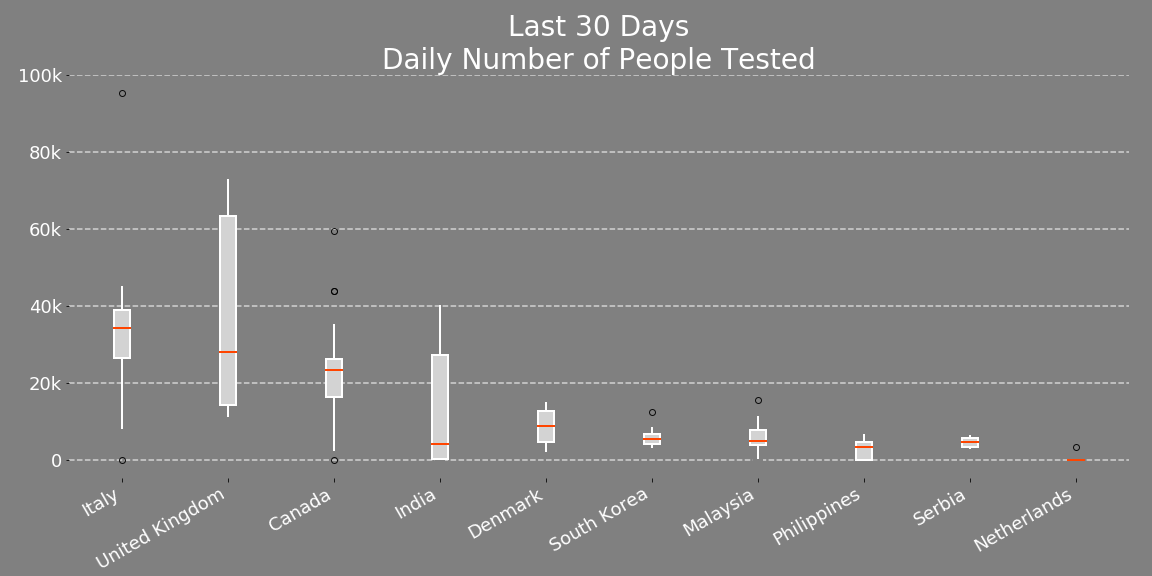 Last 30 Days
Daily Number of People Tested
100k
80k
60k
40k
20k
0
Italy
United Kingdom
Canada
India
Denmark
South Korea
Malaysia
Philippines
Serbia
Netherlands